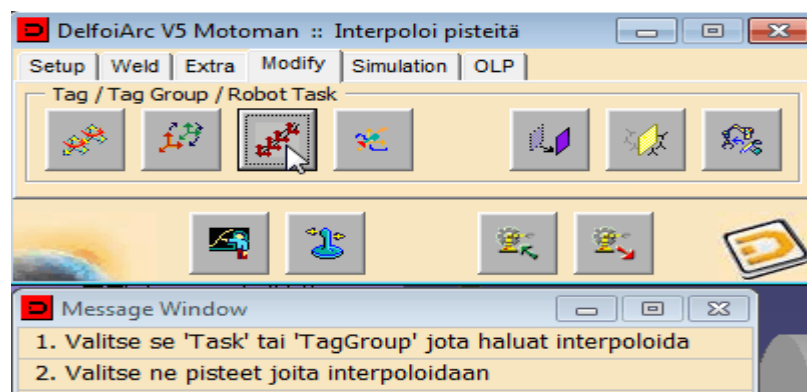 DelfoiArc V5 Motoman :: Interpoloi pisteitä
Setup Weld Extra Modify Simulation OLP
Tag / Tag Group / Robot Task
Message Window
1. Valitse se 'Task' tai 'TagGroup' jota haluat interpoloida
2. Valitse ne pisteet joita interpoloidaan